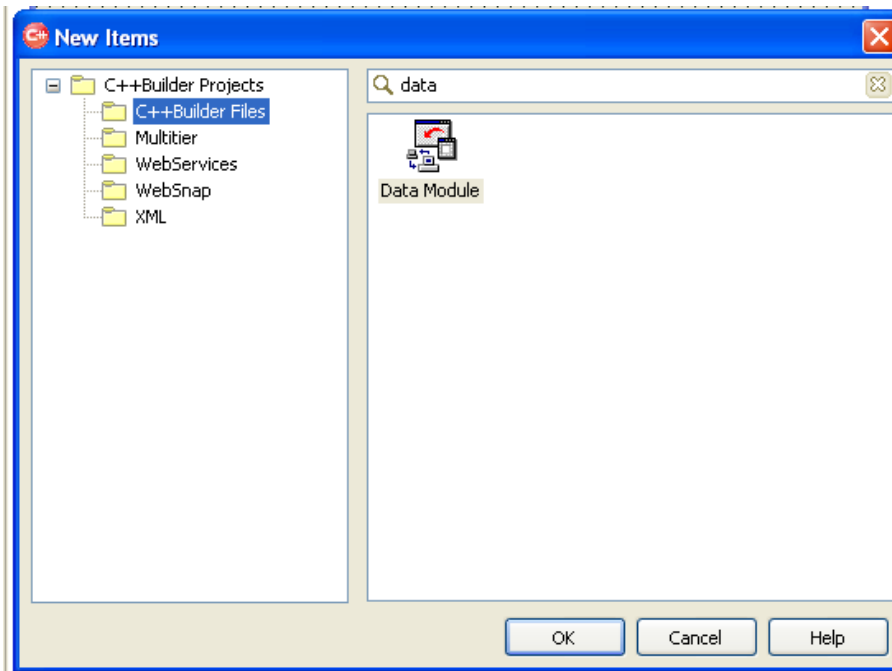 C++ New Items
C++Builder Projects
C++Builder Files
Multitier
WebServices
WebSnap
XML
data
Data Module
OK Cancel Help